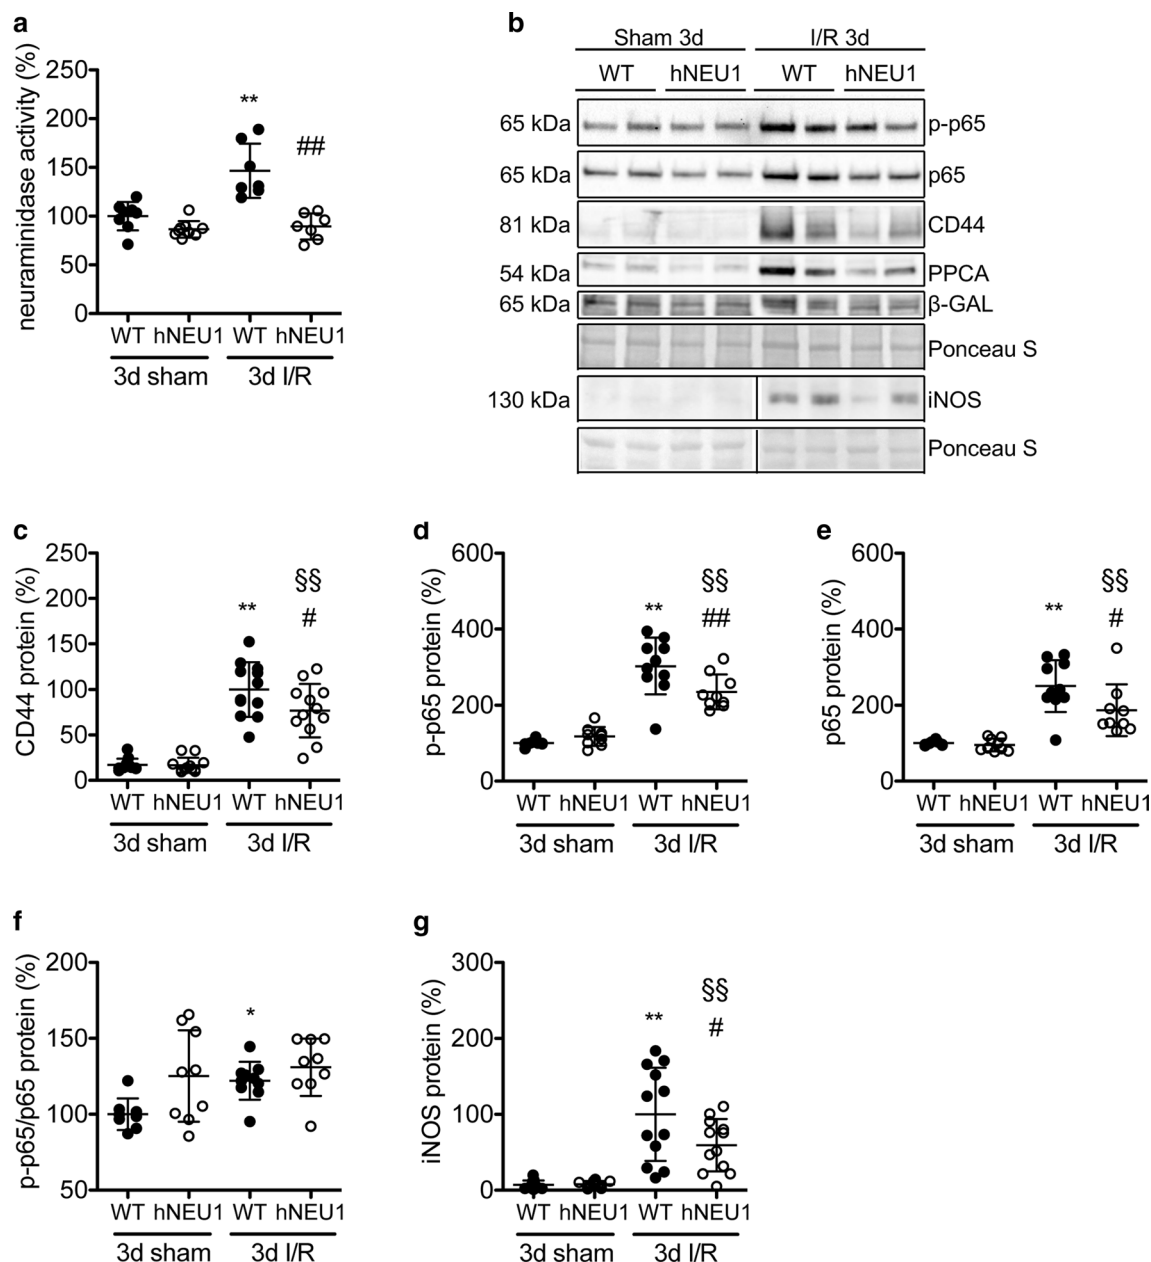 a
neuraminidase activity (%)
250
200
150
100
50
0
**
##
WT hNEU1 WT hNEU1
3d sham 3d I/R
b
Sham 3d I/R 3d
WT hNEU1 WT hNEU1
65 kDa p-p65
65 kDa p65
81 kDa CD44
54 kDa PPCA
65 kDa β-GAL
Ponceau S
130 kDa iNOS
Ponceau S
c
CD44 protein (%)
250
200
150
100
50
0
**
§§
#
WT hNEU1 WT hNEU1
3d sham 3d I/R
d
p-p65 protein (%)
600
400
200
0
**
§§
##
WT hNEU1 WT hNEU1
3d sham 3d I/R
e
p65 protein (%)
600
400
200
0
**
§§
#
WT hNEU1 WT hNEU1
3d sham 3d I/R
f
p-p65/p65 protein (%)
200
150
100
50
*
WT hNEU1 WT hNEU1
3d sham 3d I/R
g
iNOS protein (%)
300
200
100
0
**
§§
#
WT hNEU1 WT hNEU1
3d sham 3d I/R